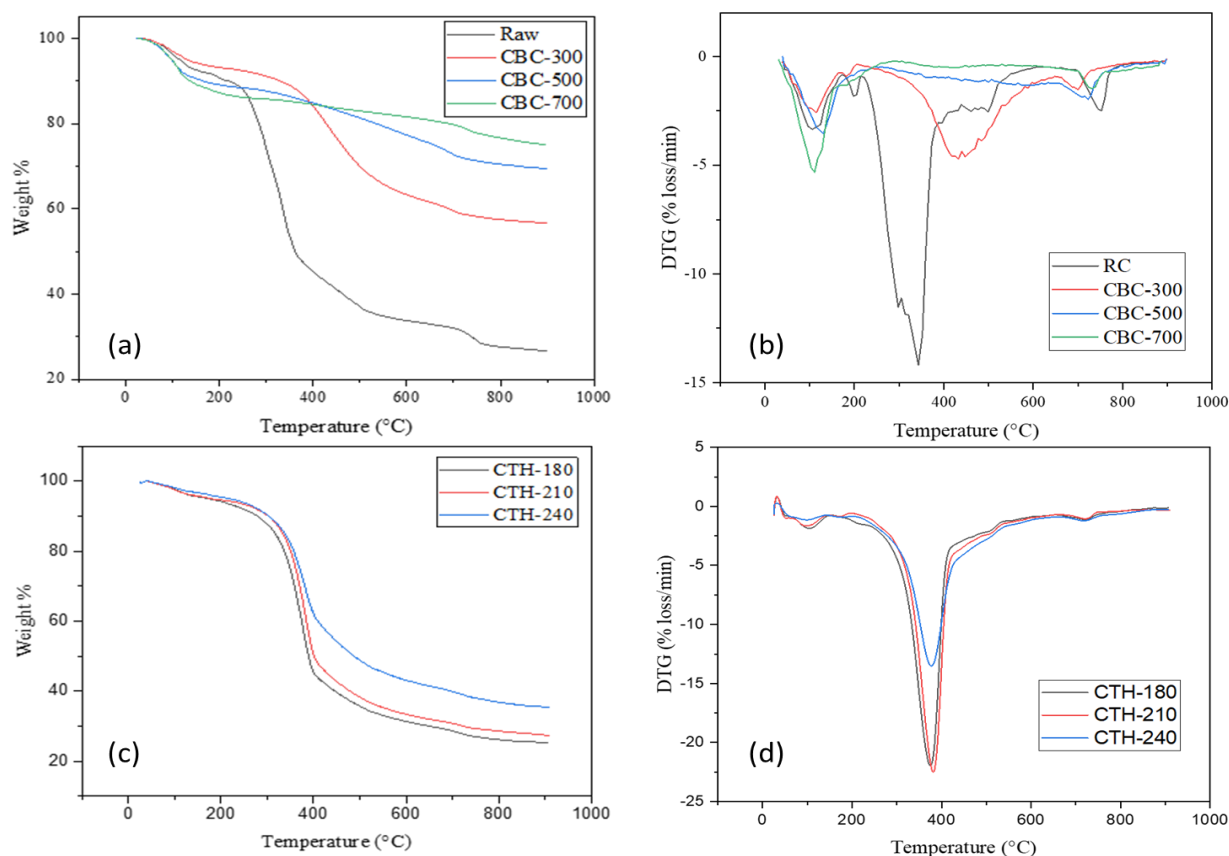 100
80
60
40
20
Weight %
Raw
CBC-300
CBC-500
CBC-700
(a)
0
200
400
600
800
1000
Temperature (°C)
0
-5
-10
-15
DTG (% loss/min)
RC
CBC-300
CBC-500
CBC-700
(b)
0
200
400
600
800
1000
Temperature (°C)
100
80
60
40
20
Weight %
CTH-180
CTH-210
CTH-240
(c)
0
200
400
600
800
1000
Temperature (°C)
5
0
-5
-10
-15
-20
-25
DTG (% loss/min)
CTH-180
CTH-210
CTH-240
(d)
0
200
400
600
800
1000
Temperature (°C)